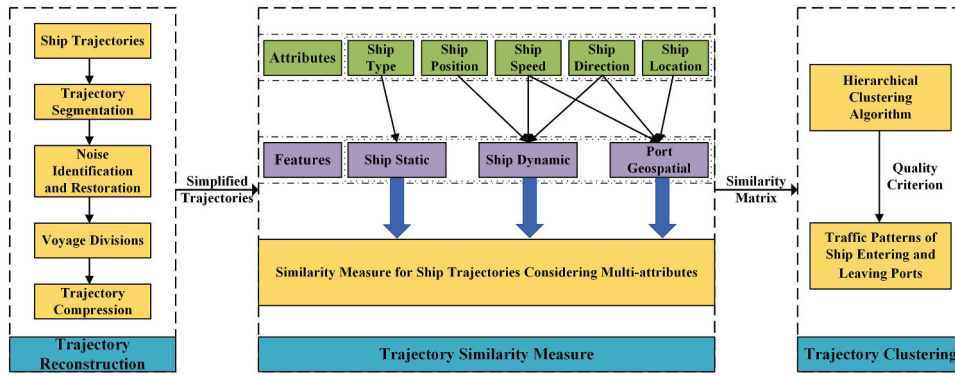 Ship Trajectories
Trajectory
Segmentation
Noise
Identification
and Restoration
Voyage Divisions
Trajectory
Compression
Trajectory
Reconstruction
Simplified
Trajectories
Attributes
Ship
Type
Ship
Position
Ship
Speed
Ship
Direction
Ship
Location
Features
Ship Static
Ship Dynamic
Port
Geospatial
Similarity Measure for Ship Trajectories Considering Multi-attributes
Trajectory Similarity Measure
Similarity
Matrix
Hierarchical
Clustering
Algorithm
Quality
Criterion
Traffic Patterns of
Ship Entering and
Leaving Ports
Trajectory Clustering